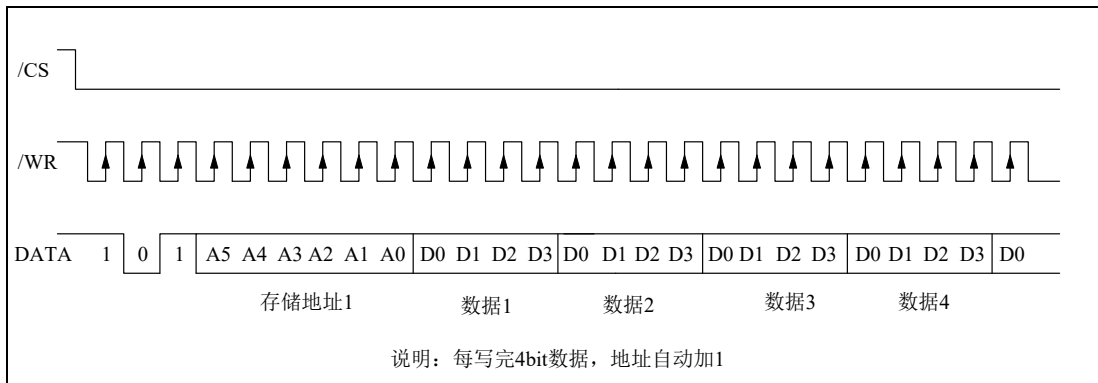 /CS
/WR
DATA 1 0 1 A5 A4 A3 A2 A1 A0 D0 D1 D2 D3 D0 D1 D2 D3 D0 D1 D2 D3 D0 D1 D2 D3 D0
存储地址1 数据1 数据2 数据3 数据4
说明：每写完4bit数据，地址自动加1